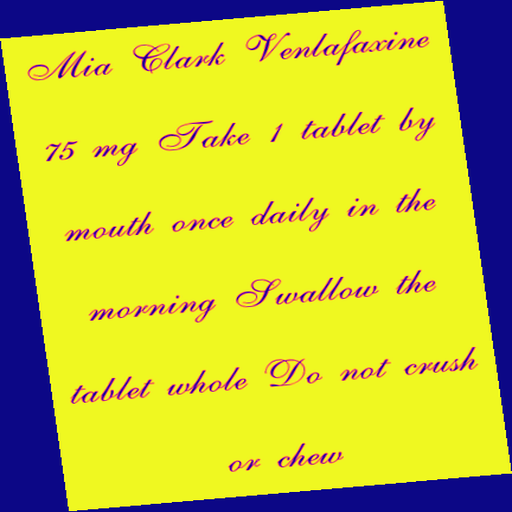 Mia Clark Venlafaxine
75 mg Take 1 tablet by
mouth once daily in the
morning Swallow the
tablet whole Do not crush
or chew